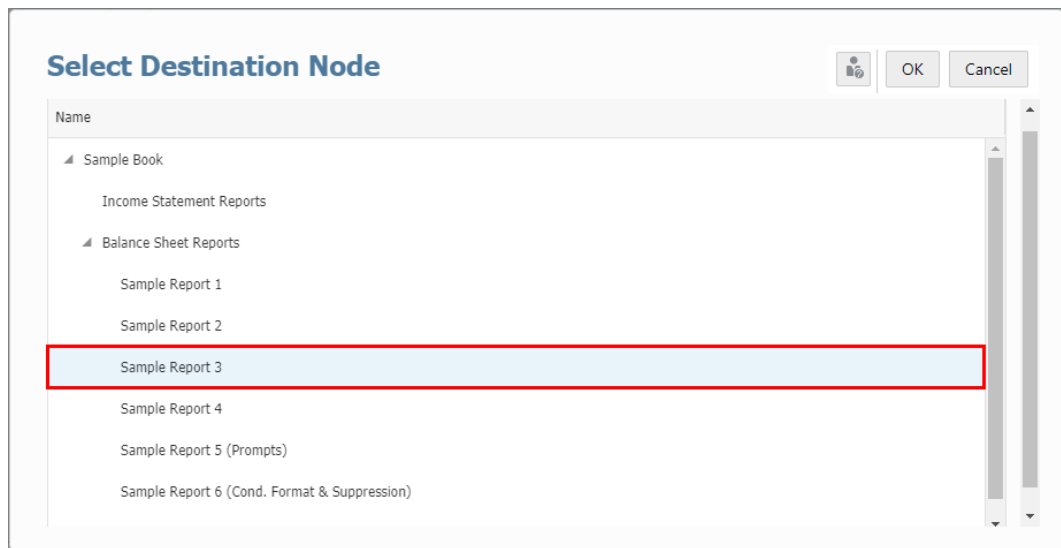 Select Destination Node
OK
Cancel
Name
Sample Book
Income Statement Reports
Balance Sheet Reports
Sample Report 1
Sample Report 2
Sample Report 3
Sample Report 4
Sample Report 5 (Prompts)
Sample Report 6 (Cond. Format & Suppression)